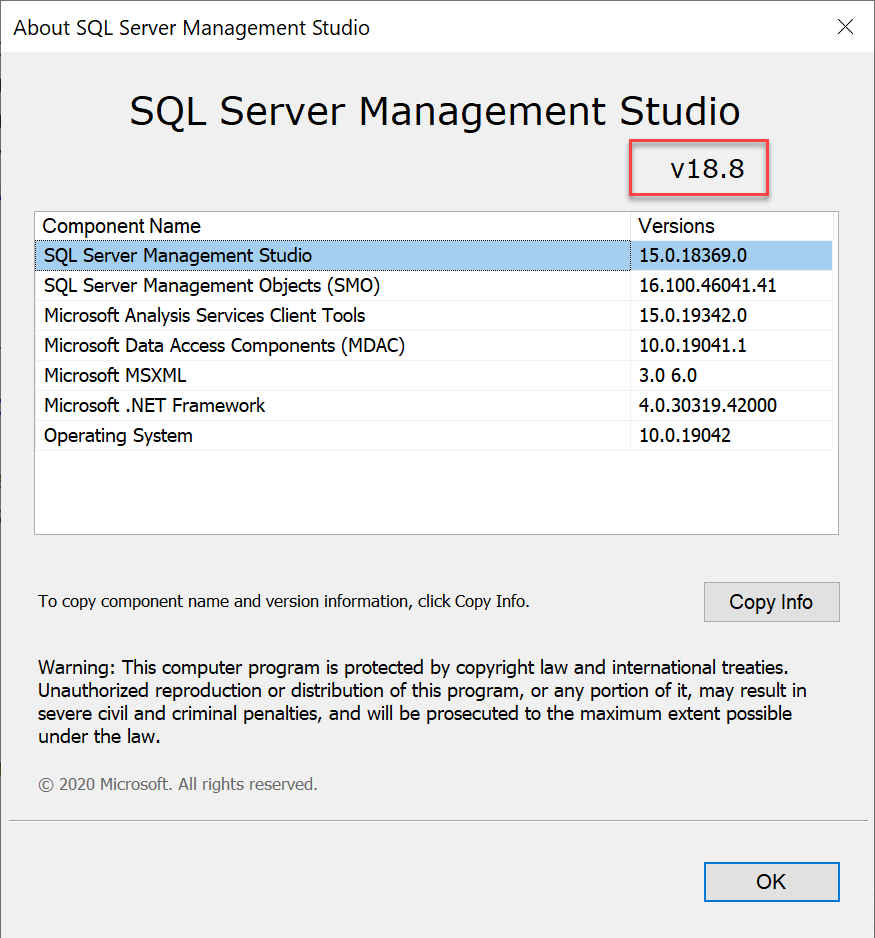 About SQL Server Management Studio
SQL Server Management Studio
v18.8
Component Name Versions
SQL Server Management Studio 15.0.18369.0
SQL Server Management Objects (SMO) 16.100.46041.41
Microsoft Analysis Services Client Tools 15.0.19342.0
Microsoft Data Access Components (MDAC) 10.0.19041.1
Microsoft MSXML 3.0 6.0
Microsoft .NET Framework 4.0.30319.42000
Operating System 10.0.19042
To copy component name and version information, click Copy Info. Copy Info
Warning: This computer program is protected by copyright law and international treaties.
Unauthorized reproduction or distribution of this program, or any portion of it, may result in
severe civil and criminal penalties, and will be prosecuted to the maximum extent possible
under the law.
© 2020 Microsoft. All rights reserved.
OK